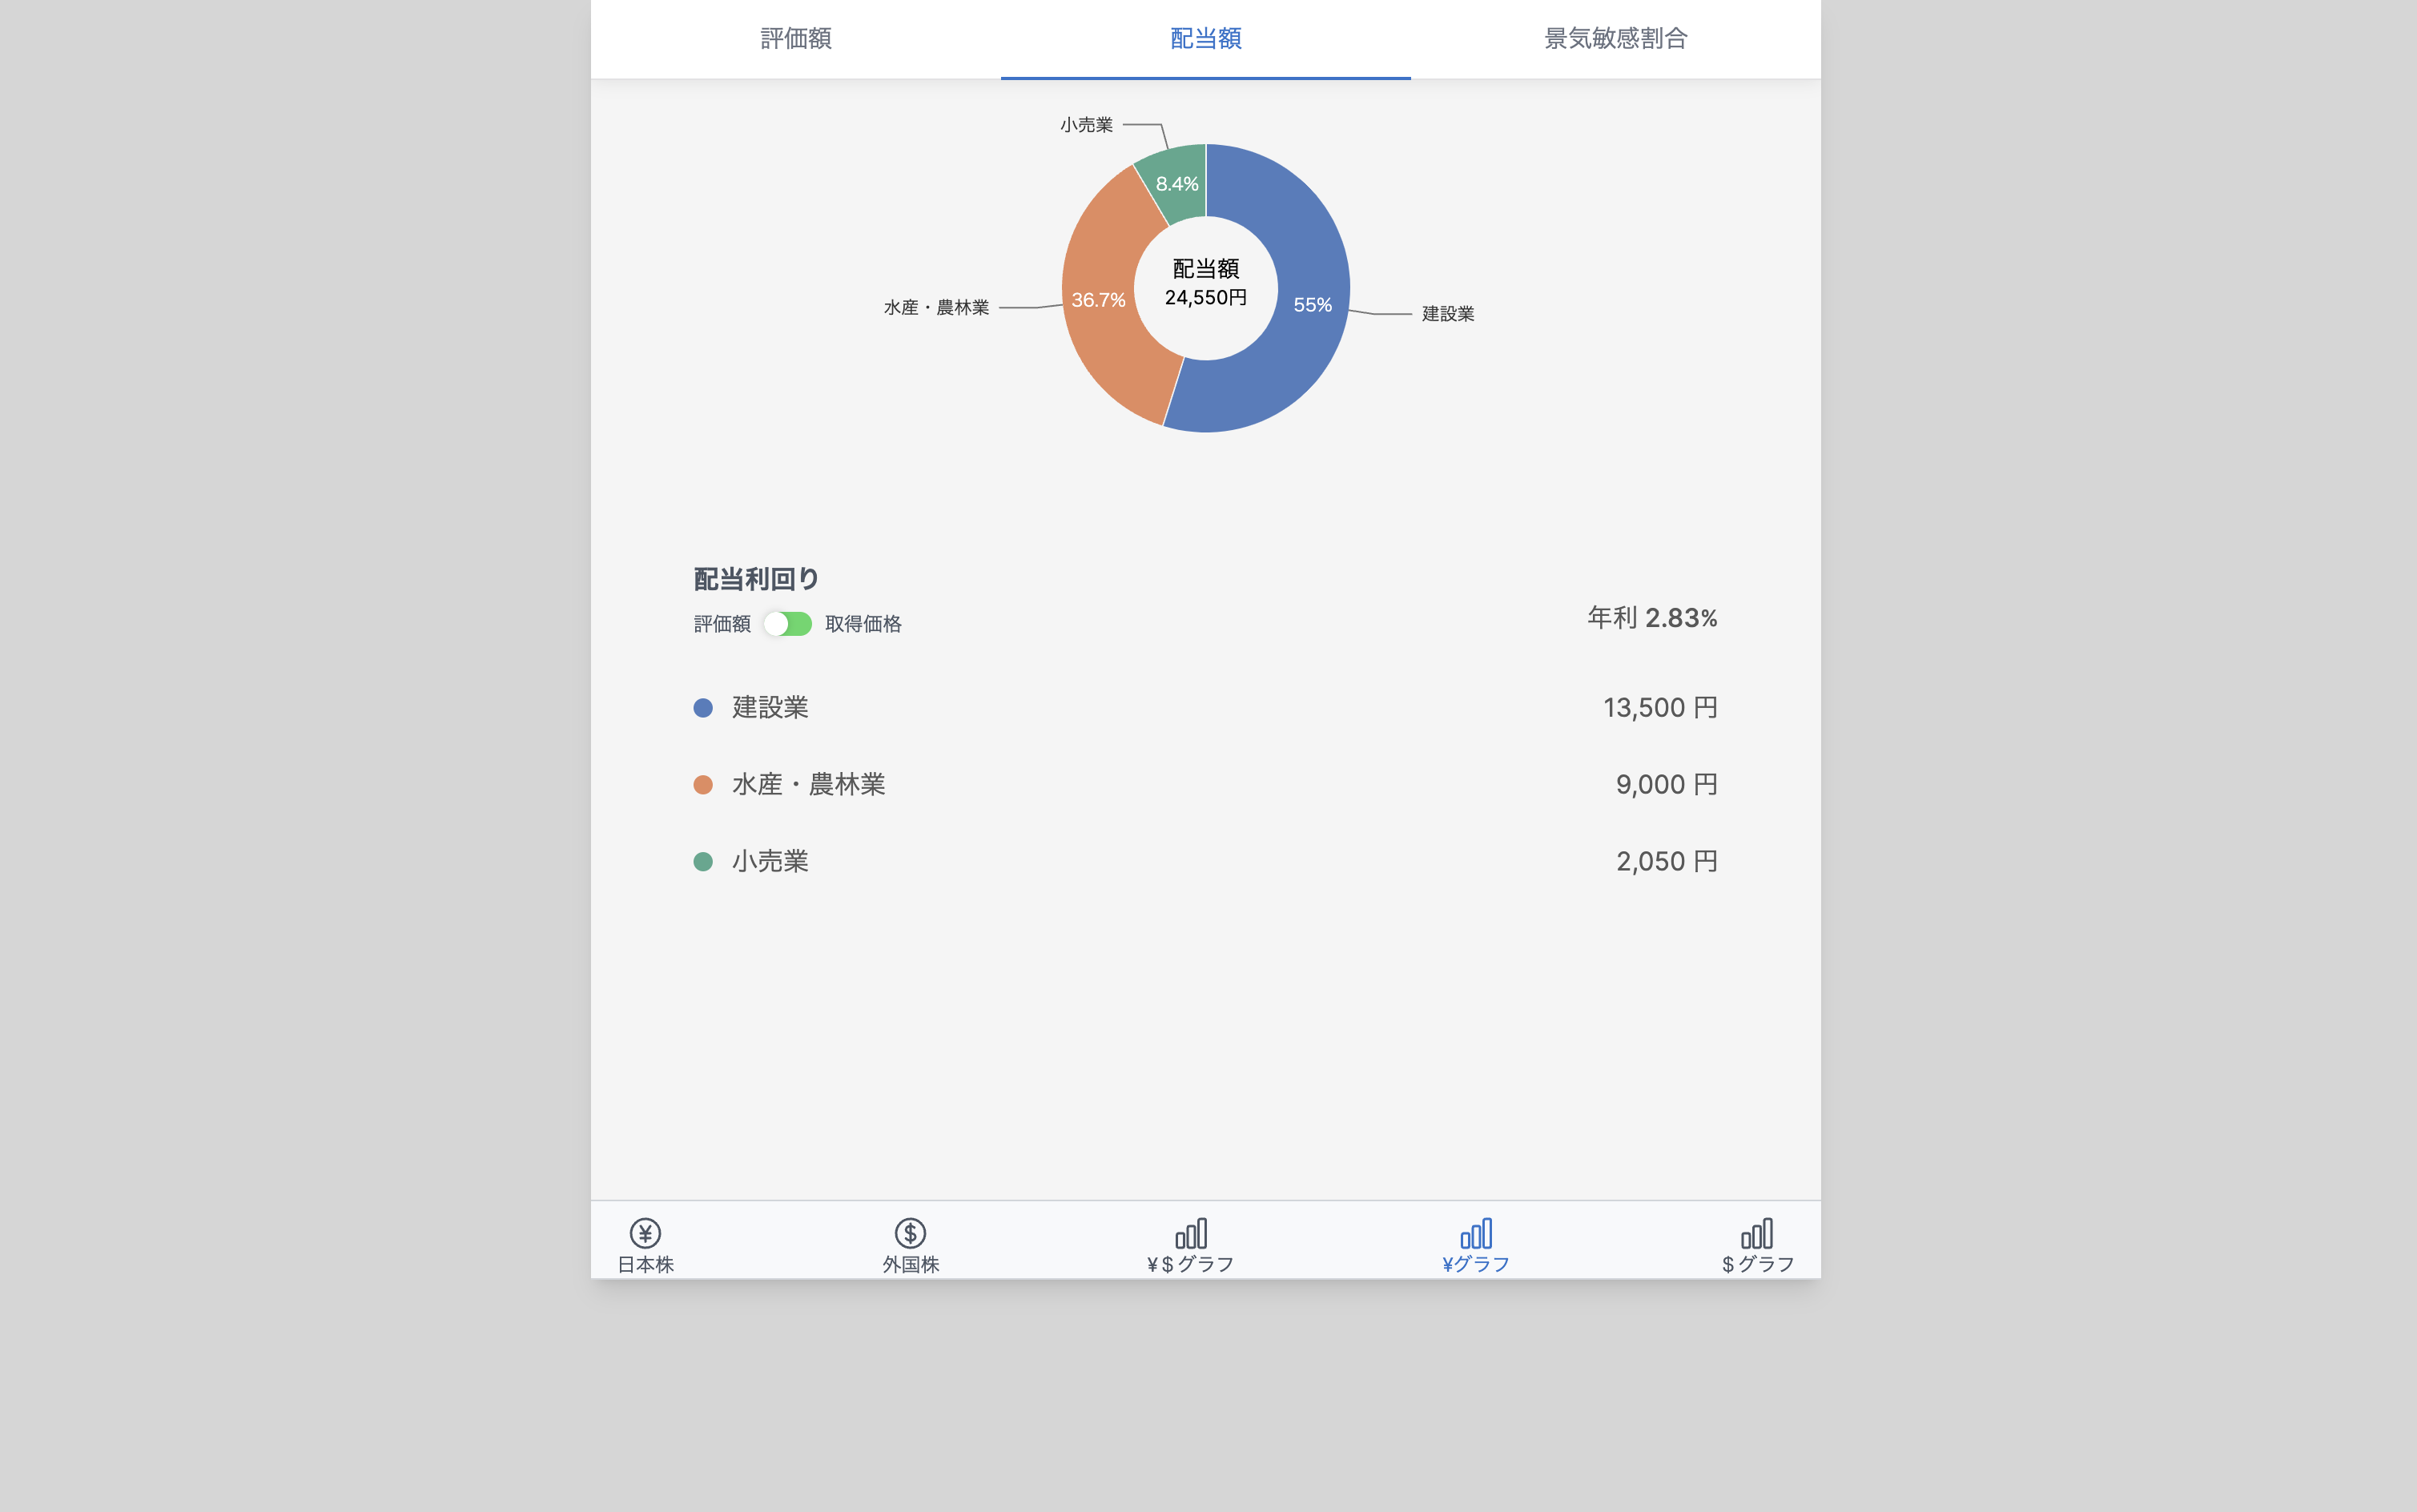 評価額 配当額 景気敏感割合
小売業
8.4%
配当額
24,550円
36.7%
水産・農林業
55%
建設業
配当利回り
評価額 取得価格
年利 2.83%
建設業 13,500 円
水産・農林業 9,000 円
小売業 2,050 円
日本株 外国株 ¥$グラフ ¥グラフ $グラフ